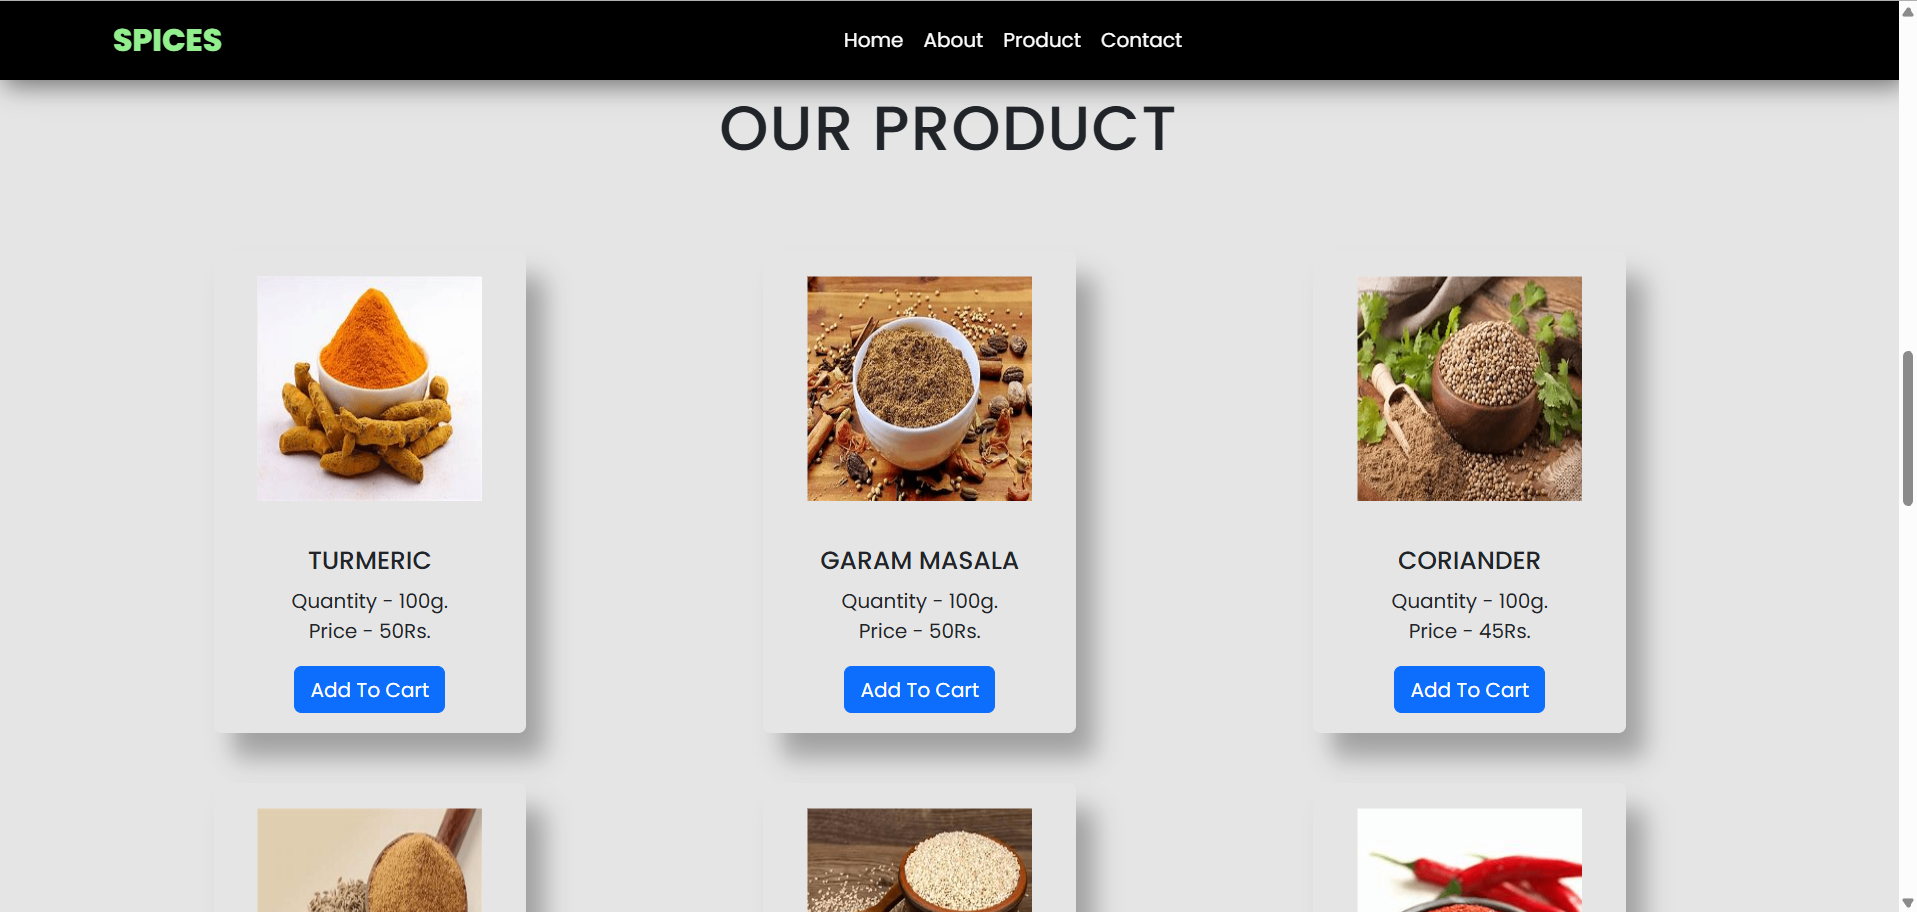 SPICES
Home About Product Contact
OUR PRODUCT
TURMERIC
Quantity - 100g.
Price - 50Rs.
Add To Cart
GARAM MASALA
Quantity - 100g.
Price - 50Rs.
Add To Cart
CORIANDER
Quantity - 100g.
Price - 45Rs.
Add To Cart